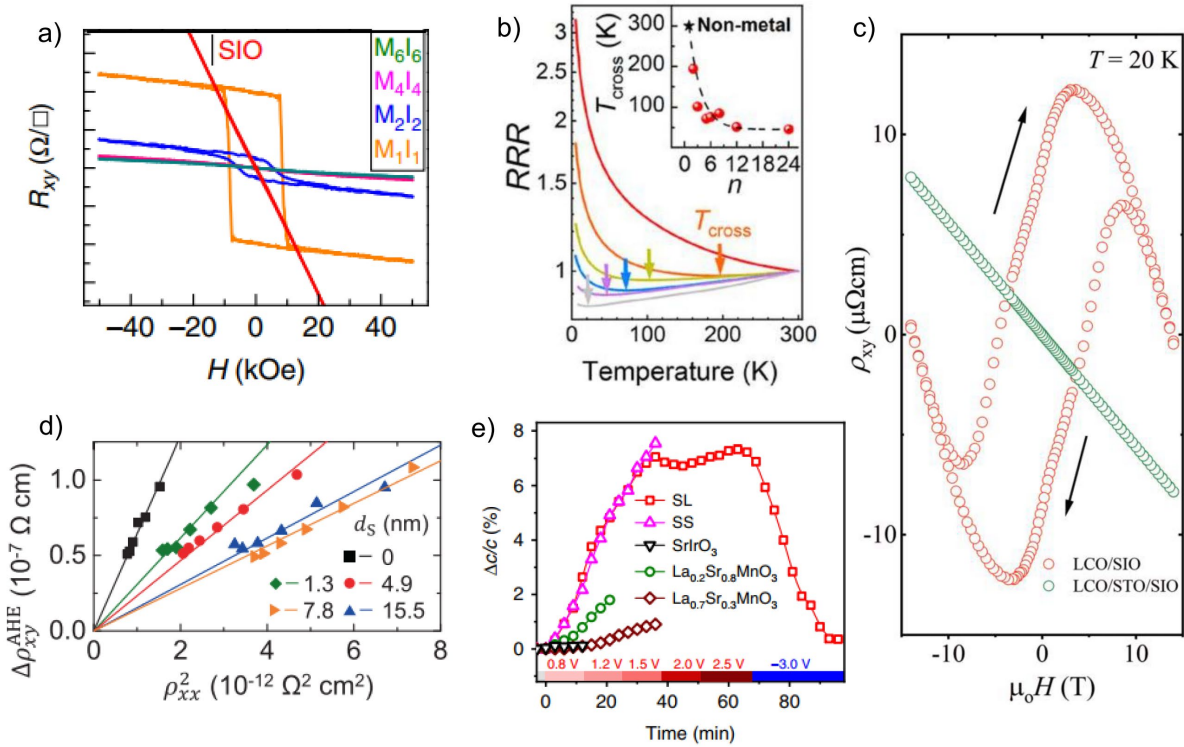 a)
SIO
M₆I₆
M₄I₄
M₂I₂
M₁I₁
Rxy (Ω/□)
−40 −20 0 20 40
H (kOe)
b)
3
2.5
2
1.5
1
RRR
T_cross
0 100 200 300
Temperature (K)
300
200
100
T_cross (K)
Non-metal
0 6 12 18 24
n
c)
T = 20 K
10
0
-10
ρxy (μΩcm)
LCO/SIO
LCO/STO/SIO
-10 0 10
μₒH (T)
d)
1.0
0.5
0.0
Δρxy^AHE (10⁻⁷ Ω cm)
dS (nm)
0
1.3 4.9
7.8 15.5
0 2 4 6 8
ρxx² (10⁻¹² Ω² cm²)
e)
8
6
4
2
0
Δc/c (%)
SL
SS
SrIrO₃
La₀.₂Sr₀.₈MnO₃
La₀.₇Sr₀.₃MnO₃
0.8 V 1.2 V 1.5 V 2.0 V 2.5 V −3.0 V
0 20 40 60 80
Time (min)